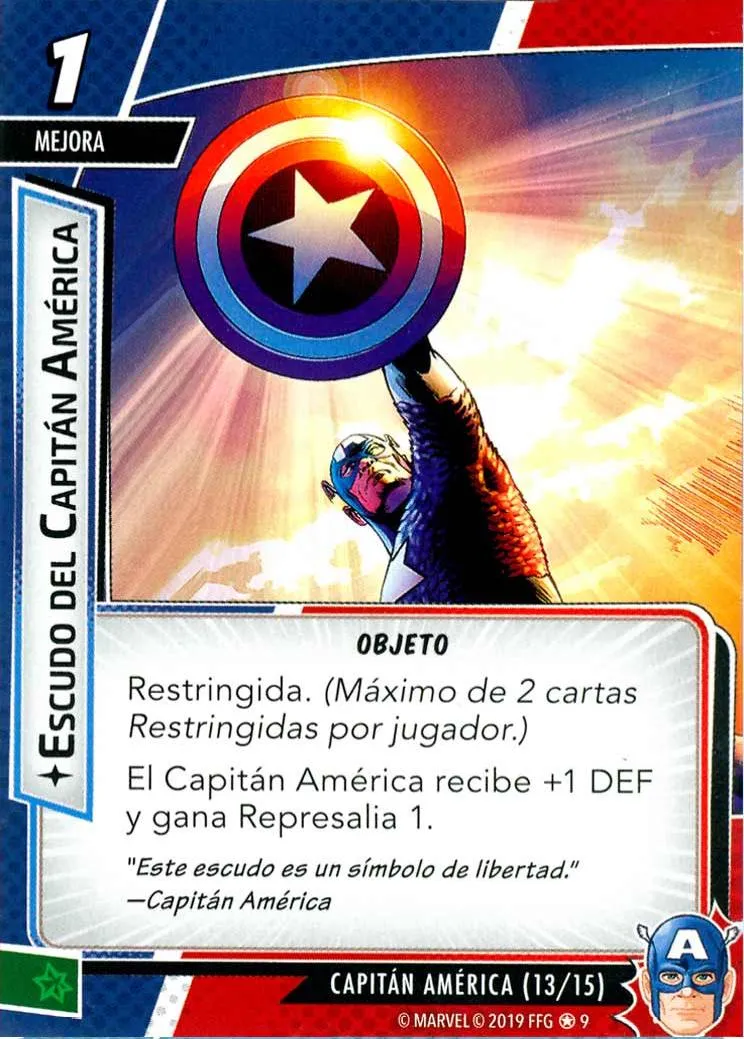 1
MEJORA
ESCUDO DEL CAPITÁN AMÉRICA
OBJETO
Restringida. (Máximo de 2 cartas
Restringidas por jugador.)
El Capitán América recibe +1 DEF
y gana Represalia 1.
"Este escudo es un símbolo de libertad."
—Capitán América
CAPITÁN AMÉRICA (13/15)
© MARVEL © 2019 FFG 9
A